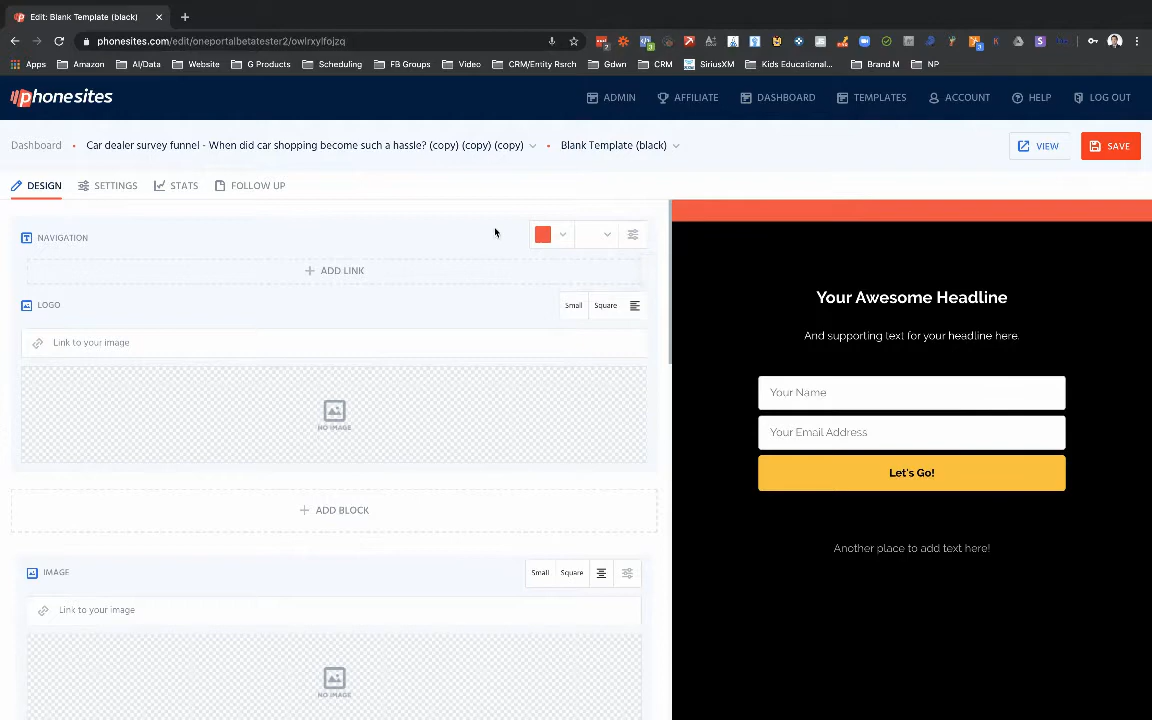 Edit: Blank Template (black)
phonesites.com/edit/oneportalbetatester2/owlrxylfojzq
Apps Amazon AI/Data Website G Products Scheduling FB Groups Video CRM/Entity Rsrch Gdwn CRM SiriusXM Kids Educational... Brand M NP
phonesites
ADMIN AFFILIATE DASHBOARD TEMPLATES ACCOUNT HELP LOG OUT
Dashboard • Car dealer survey funnel - When did car shopping become such a hassle? (copy) (copy) (copy) • Blank Template (black)
VIEW SAVE
DESIGN SETTINGS STATS FOLLOW UP
NAVIGATION
+ ADD LINK
LOGO
Small Square
Link to your image
NO IMAGE
+ ADD BLOCK
IMAGE
Small Square
Link to your image
NO IMAGE
Your Awesome Headline
And supporting text for your headline here.
Your Name
Your Email Address
Let's Go!
Another place to add text here!